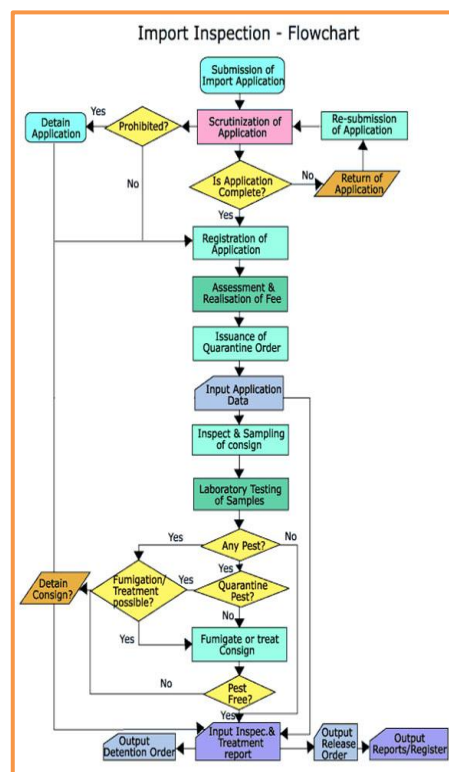 Import Inspection - Flowchart
Submission of
Import Application
Detain
Application
Yes
Prohibited?
Scrutinization of
Application
Re-submission
of Application
No
Is Application
Complete?
No
Return of
Application
Yes
Registration of
Application
Assessment &
Realisation of Fee
Issuance of
Quarantine Order
Input Application
Data
Inspect & Sampling
of consign
Laboratory Testing
of Samples
Yes
Any Pest?
No
Detain
Consign?
Fumigation/
Treatment
possible?
Yes
Yes
Quarantine
Pest?
Yes
No
Fumigate or treat
Consign
No
Pest
Free?
Yes
Output
Detention Order
Input Inspec.&
Treatment
report
Output
Release
Order
Output
Reports/Register